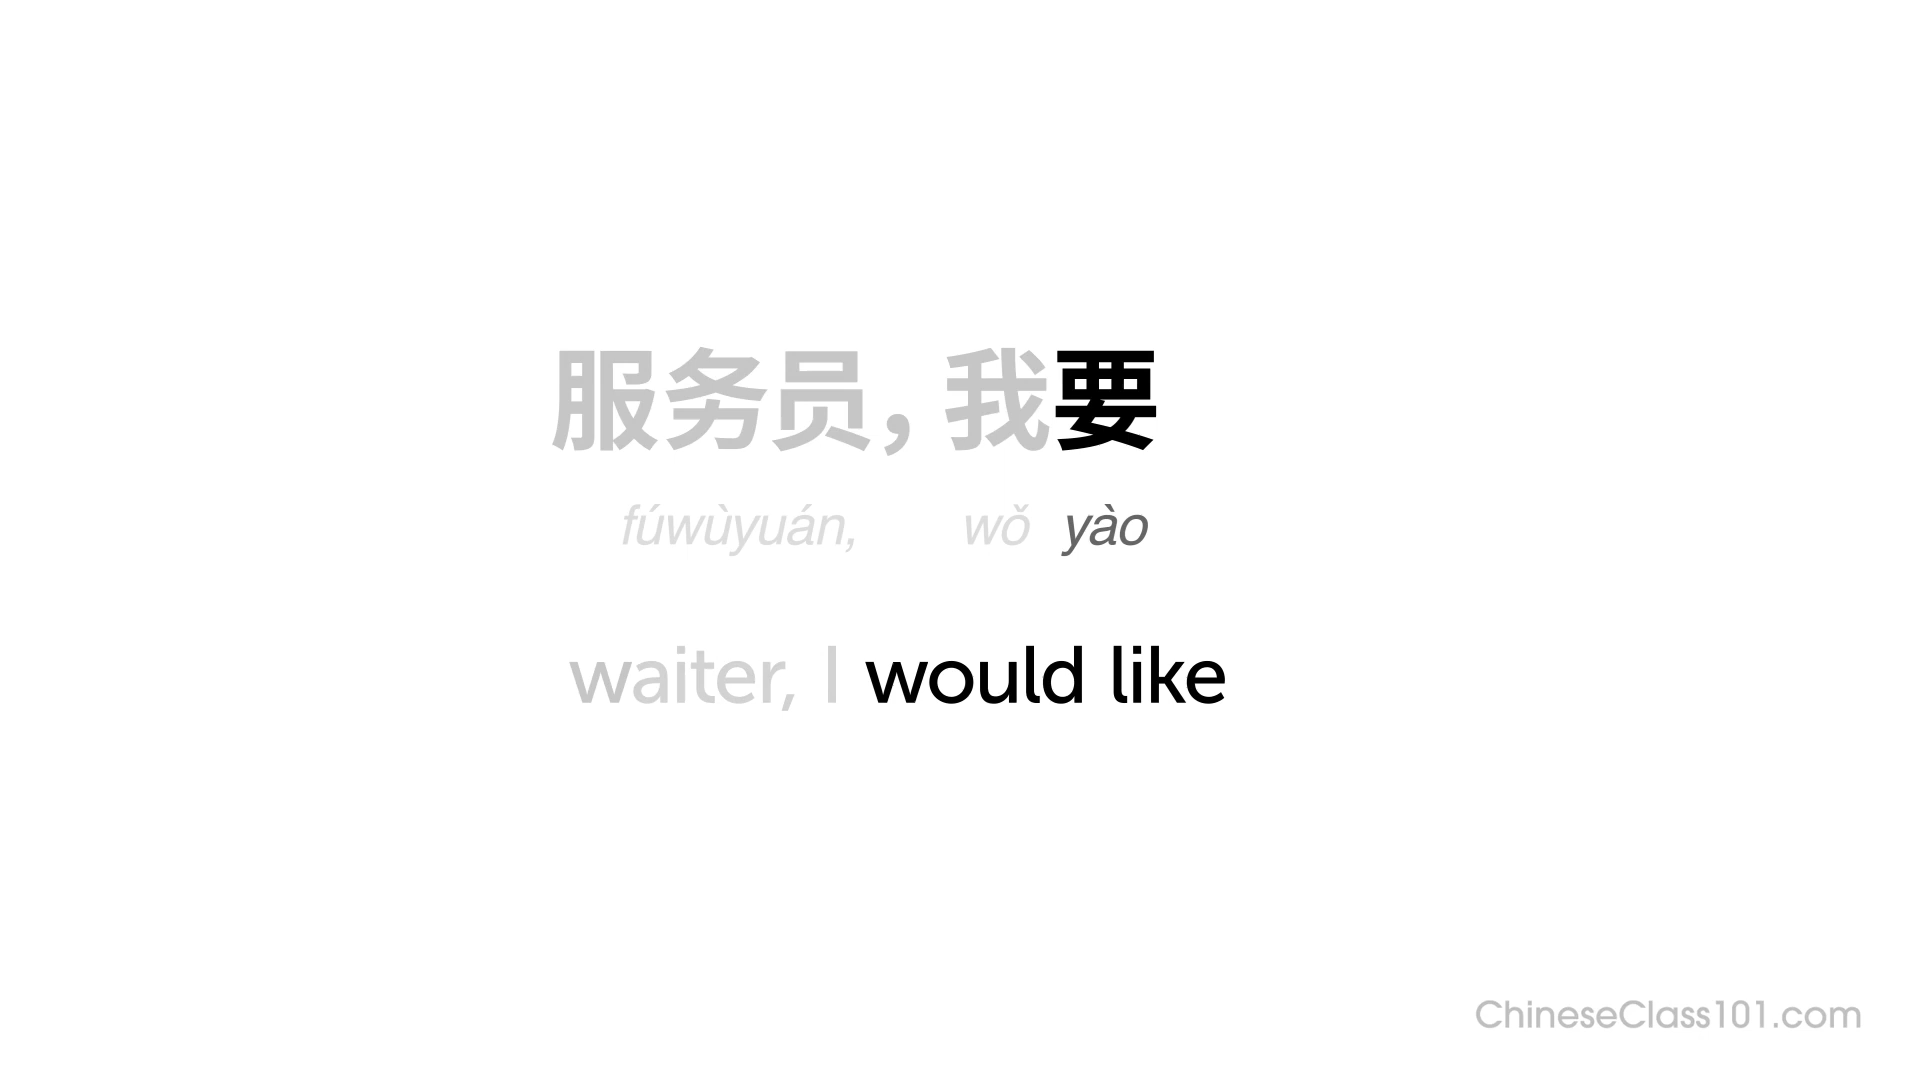 服务员，我要
fúwùyuán, wǒ yào
waiter, I would like
ChineseClass101.com